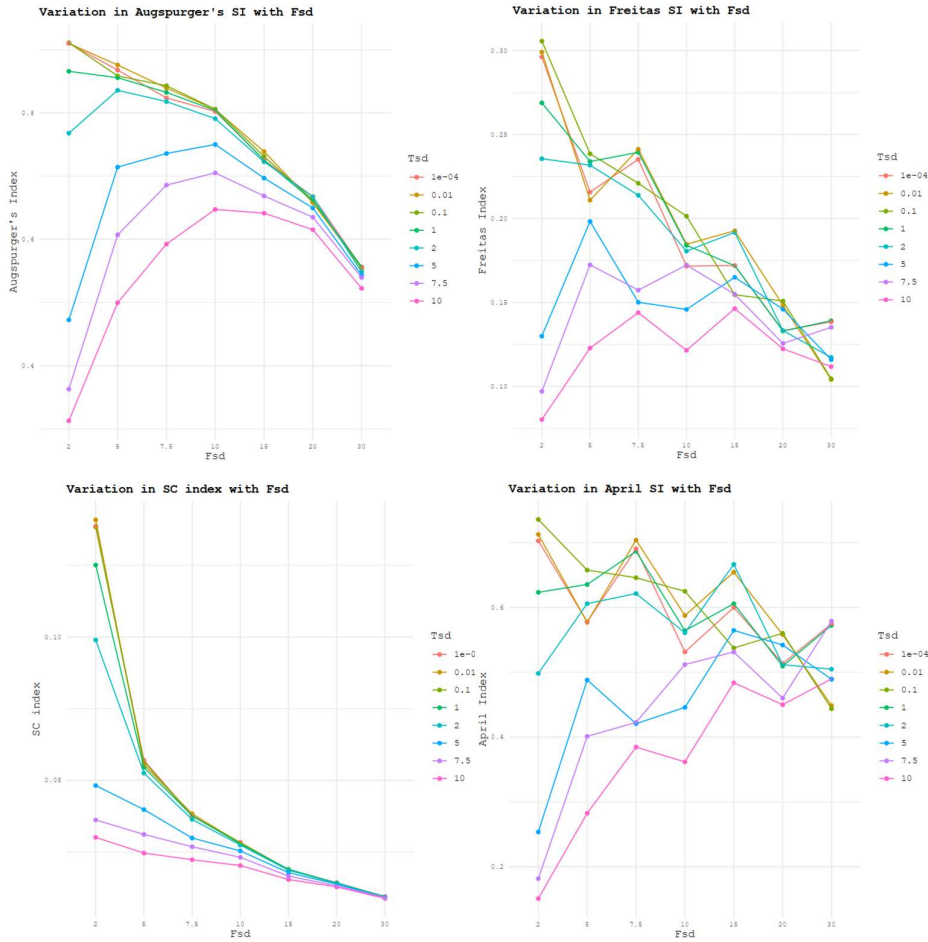 Variation in Augspurger's SI with Fsd
Augspurger's Index
0.8
0.6
0.4
2 5 7.5 10 15 20 30
Fsd
Tsd
1e-04
0.01
0.1
1
2
5
7.5
10
Variation in Freitas SI with Fsd
Freitas Index
0.30
0.25
0.20
0.15
0.10
2 5 7.5 10 15 20 30
Fsd
Tsd
1e-04
0.01
0.1
1
2
5
7.5
10
Variation in SC index with Fsd
SC index
0.10
0.05
2 5 7.5 10 15 20 30
Fsd
Tsd
1e-0
0.01
0.1
1
2
5
7.5
10
Variation in April SI with Fsd
April Index
0.6
0.4
0.2
2 5 7.5 10 15 20 30
Fsd
Tsd
1e-04
0.01
0.1
1
2
5
7.5
10